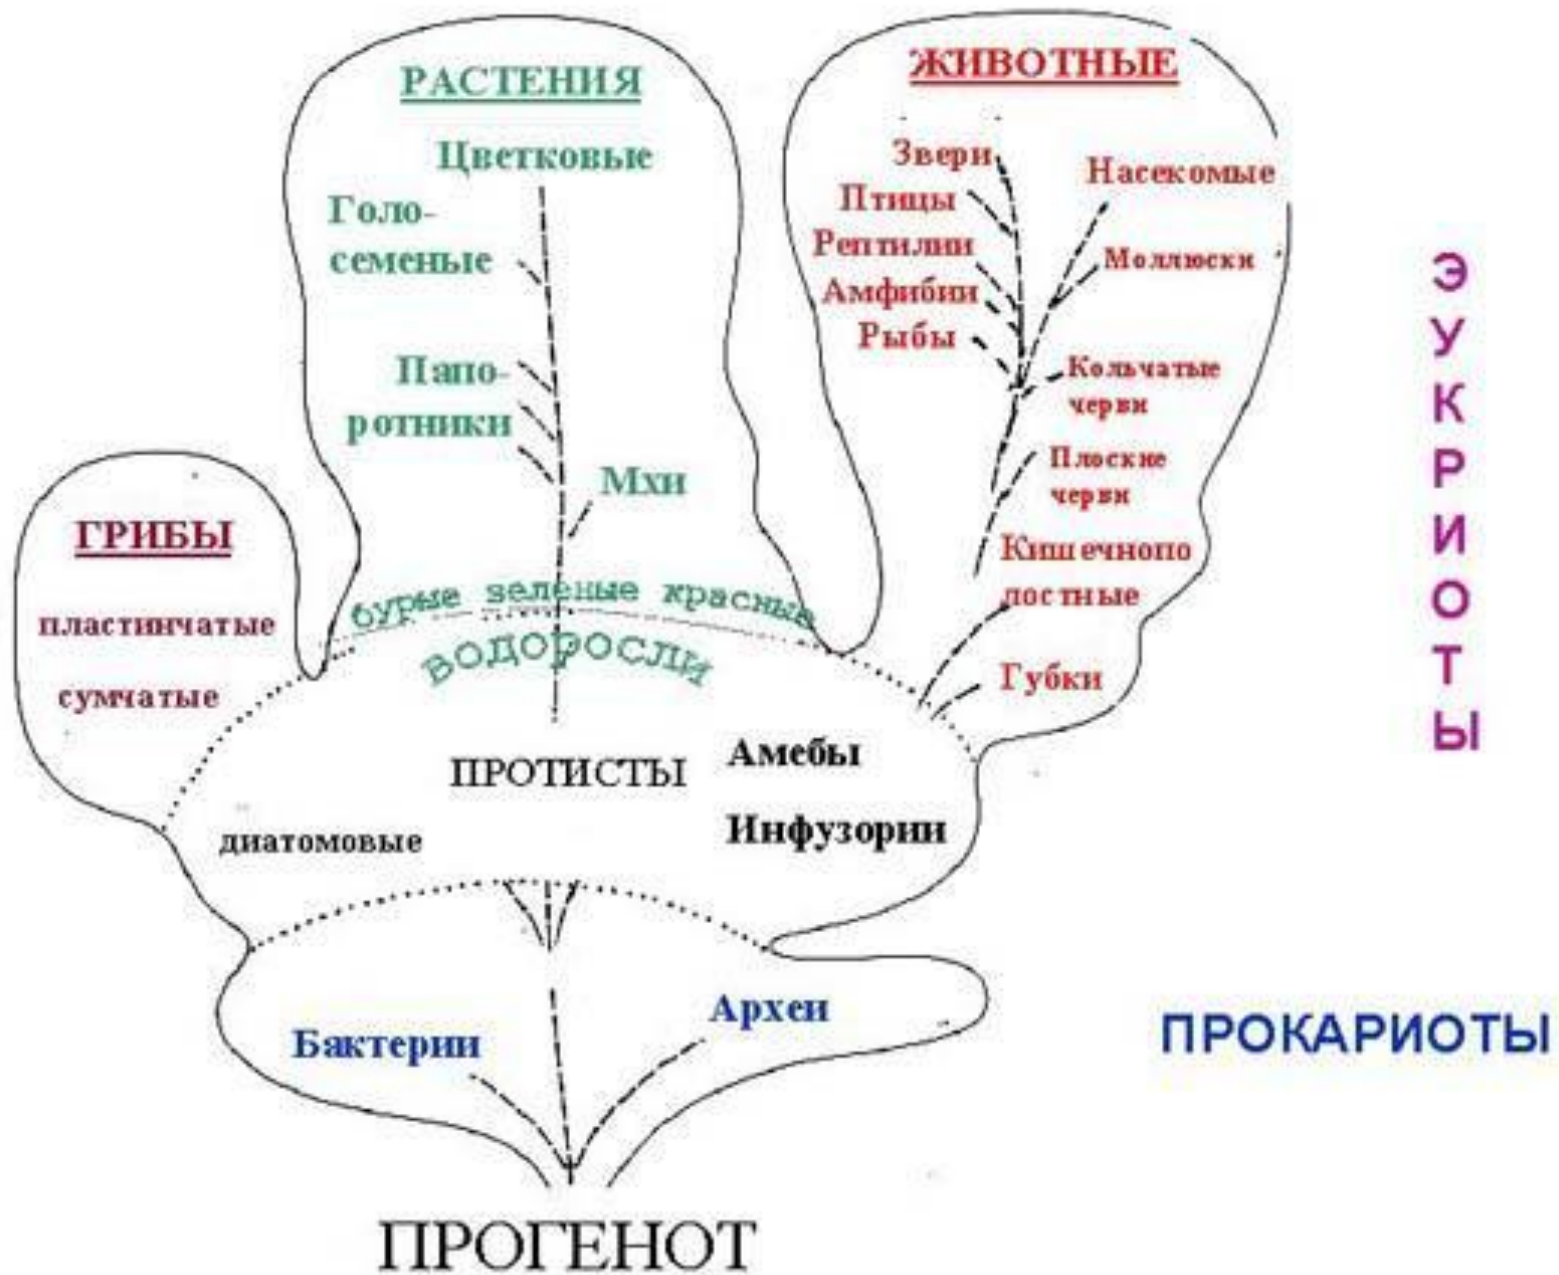 РАСТЕНИЯ
Цветковые
Голо-
семеные
Папо-
ротники
Мхи
бурые зеленые красные
ВОДОРОСЛИ
ЖИВОТНЫЕ
Звери
Птицы
Рептилии
Амфибии
Рыбы
Насекомые
Моллюски
Кольчатые
черви
Плоские
черви
Кишечнопо
лостные
Губки
ГРИБЫ
пластинчатые
сумчатые
ПРОТИСТЫ
Амебы
Инфузории
диатомовые
Бактерии
Археи
ПРОГЕНОТ
ЭУКРИОТЫ
ПРОКАРИОТЫ